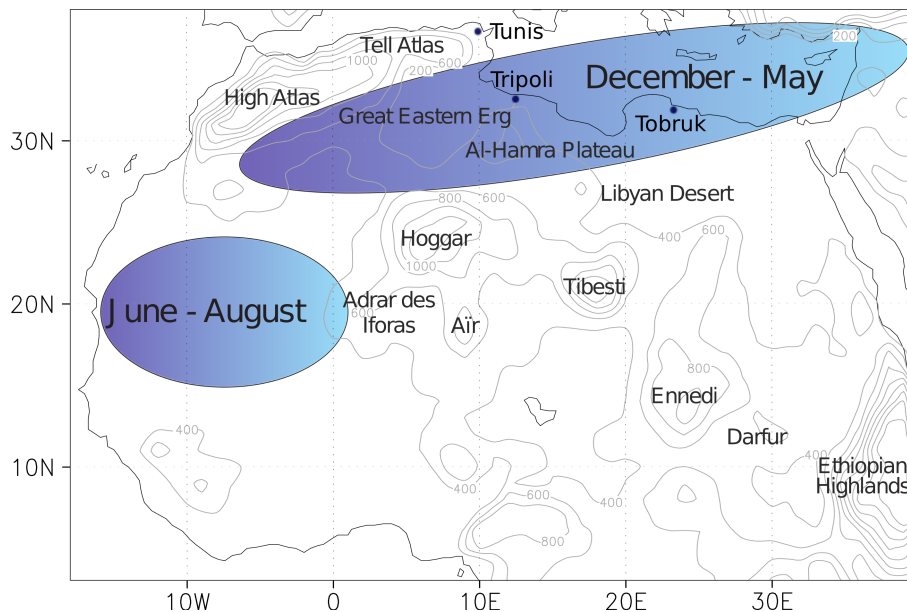 Tunis
200
Tell Atlas
1000
600
200
Tripoli
December - May
High Atlas
Great Eastern Erg
Tobruk
30N
Al-Hamra Plateau
Libyan Desert
800
600
600
400
Hoggar
1000
Tibesti
20N
June - August
Adrar des
Iforas
600
Aïr
800
Ennedi
400
Darfur
400
10N
Ethiopian
Highlands
400
600
400
800
10W
0
10E
20E
30E